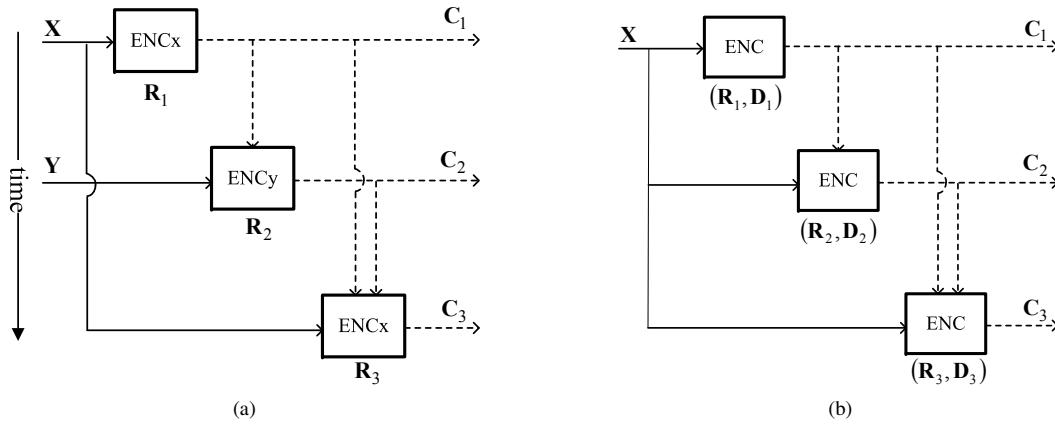 X
ENCx
C1
R1
time
Y
ENCy
C2
R2
ENCx
C3
R3
(a)
X
ENC
C1
(R1, D1)
ENC
C2
(R2, D2)
ENC
C3
(R3, D3)
(b)